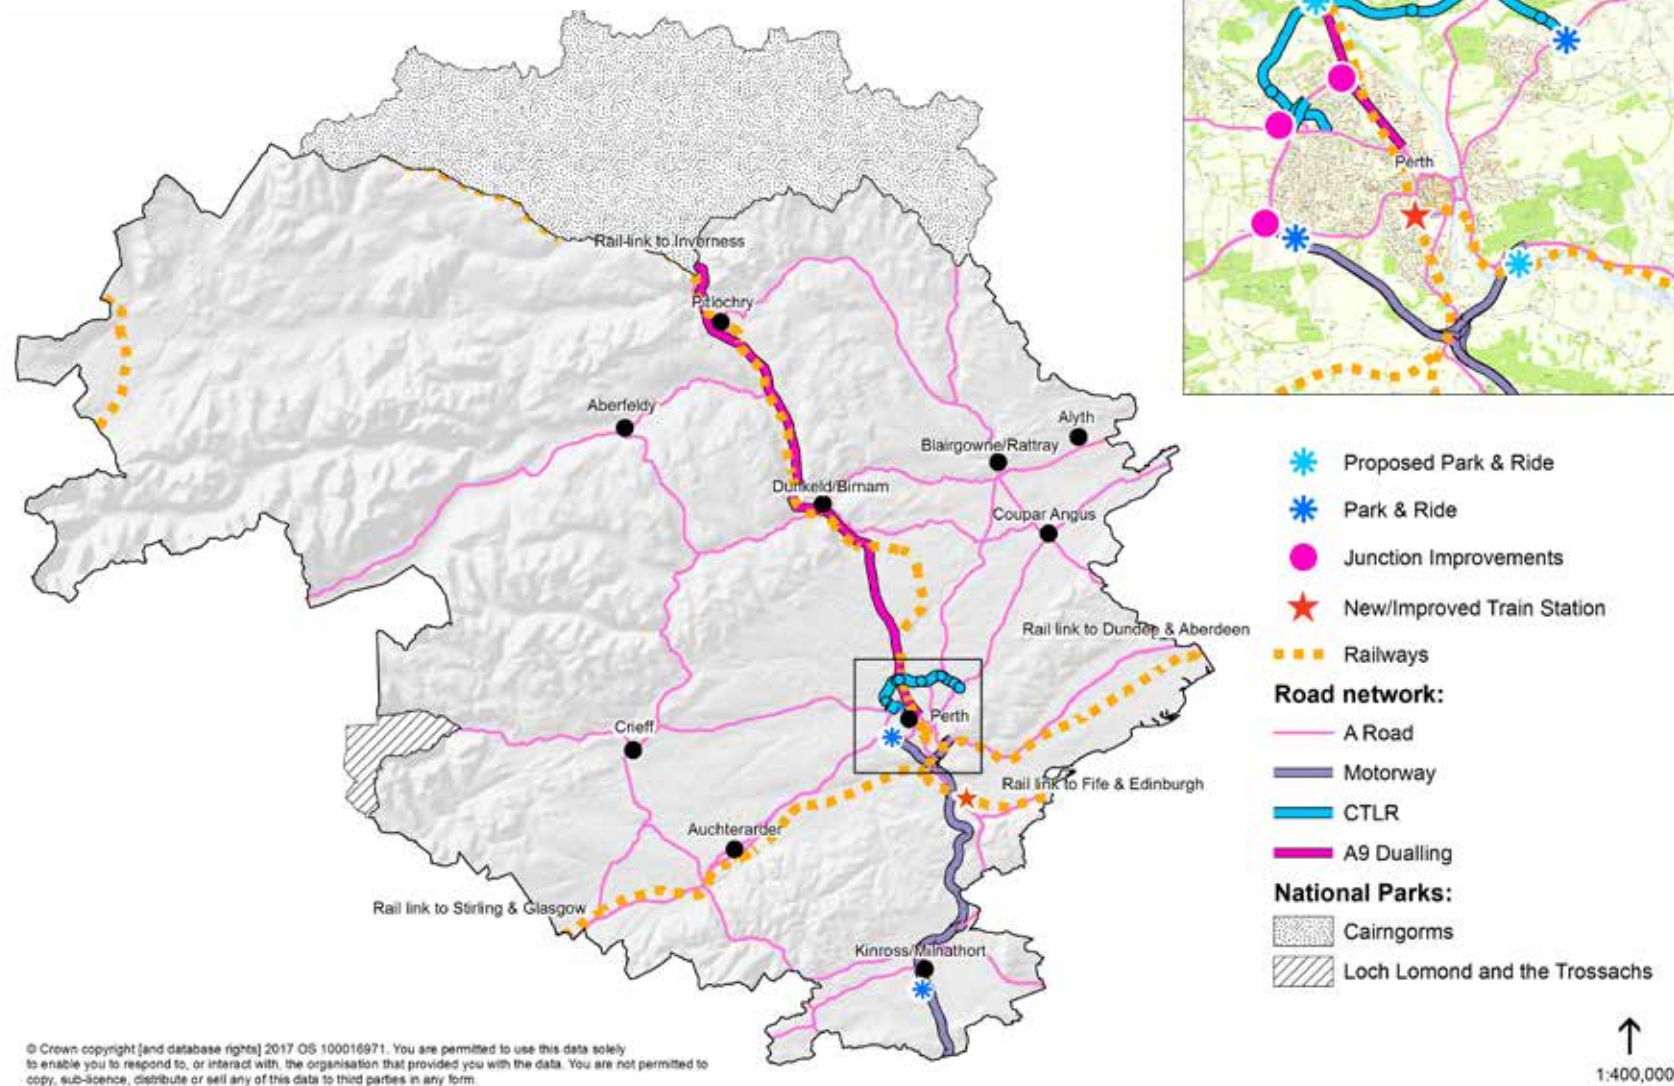 Perth
Rail-link to Inverness
Pitlochry
Aberfeldy
Alyth
Blairgowne/Rattray
Dunkeld/Birnam
Coupar Angus
Rail link to Dundee & Aberdeen
Perth
Crieff
Rail link to Fife & Edinburgh
Auchterarder
Rail link to Stirling & Glasgow
Kinross/Milnathort
Proposed Park & Ride
Park & Ride
Junction Improvements
New/Improved Train Station
Railways
Road network:
A Road
Motorway
CTLR
A9 Dualling
National Parks:
Cairngorms
Loch Lomond and the Trossachs
1:400,000
© Crown copyright [and database rights] 2017 OS 100016971. You are permitted to use this data solely
to enable you to respond to, or interact with, the organisation that provided you with the data. You are not permitted to
copy, sub-licence, distribute or sell any of this data to third parties in any form.